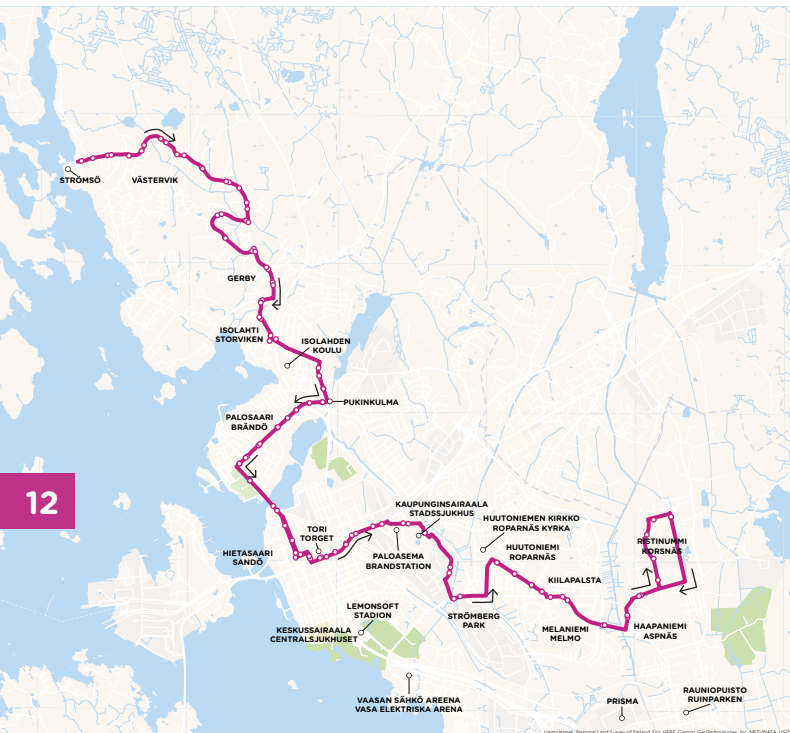 STRÖMSÖ
VÄSTERVIK
GERBY
ISOLAHTI
STORVIKEN
ISOLAHDEN
KOULU
PUKINKULMA
PALOSAARI
BRÄNDÖ
12
KAUPUNGINSAIRAALA
STADSSJUKHUS
HUUTONIEMEN KIRKKO
ROPARNÄS KYRKA
TORI
TORGET
HIETASAARI
SANDÖ
PALOASEMA
BRANDSTATION
HUUTONIEMI
ROPARNÄS
RISTINUMMI
KORSNÄS
KIILAPALSTA
LEMONSOFT
STADION
STRÖMBERG
PARK
KESKUSSAIRAALA
CENTRALSJUKHUSET
MELANIEMI
MELMO
HAAPANIEMI
ASPNÄS
VAASAN SÄHKÖ AREENA
VASA ELEKTRISKA ARENA
PRISMA
RAUNIOPUISTO
RUINPARKEN